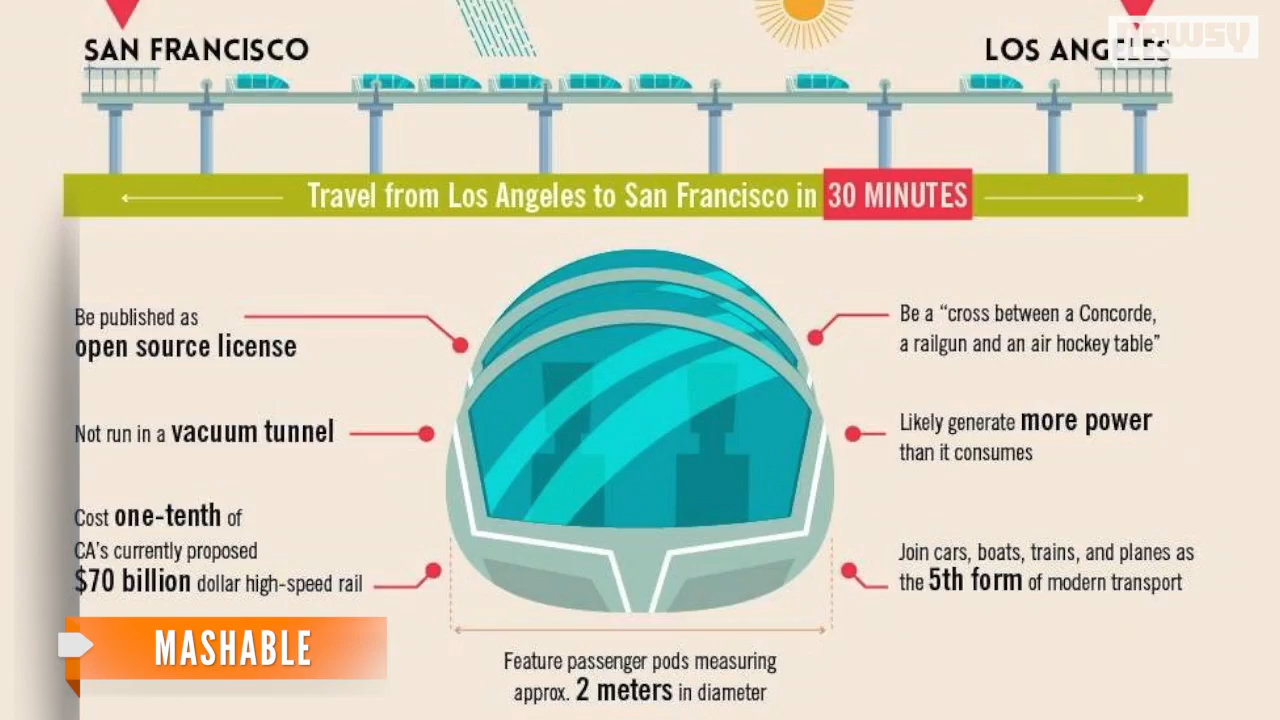 SAN FRANCISCO
LOS ANGELES
newsy
Travel from Los Angeles to San Francisco in 30 MINUTES
Be published as
open source license
Not run in a vacuum tunnel
Cost one-tenth of
CA's currently proposed
$70 billion dollar high-speed rail
Be a “cross between a Concorde,
a railgun and an air hockey table”
Likely generate more power
than it consumes
Join cars, boats, trains, and planes as
the 5th form of modern transport
Feature passenger pods measuring
approx. 2 meters in diameter
MASHABLE